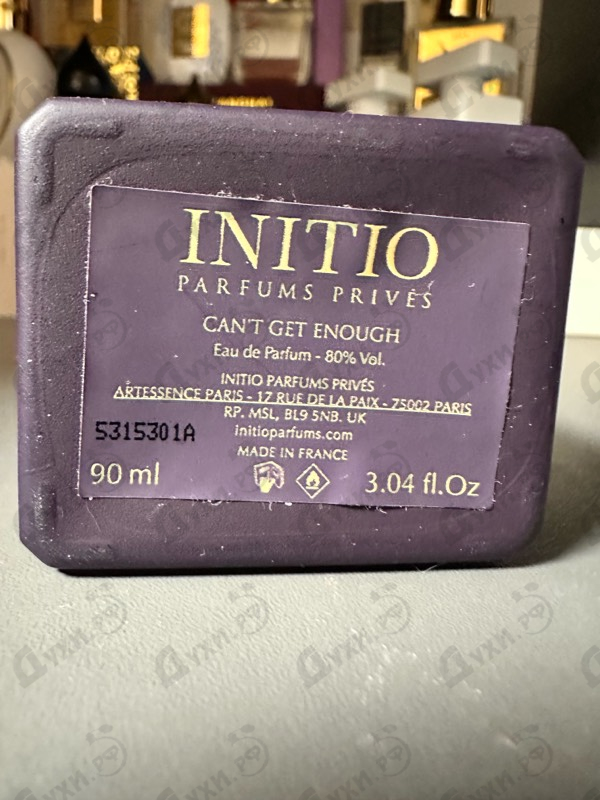 INITIO
PARFUMS PRIVÉS
CAN'T GET ENOUGH
Eau de Parfum - 80% Vol.
INITIO PARFUMS PRIVÉS
ARTESSENCE PARIS - 17 RUE DE LA PAIX - 75002 PARIS
RP. MSL, BL9 5NB. UK
initioparfums.com
5315301A
MADE IN FRANCE
90 ml
3.04 fl.Oz
Духи.рф